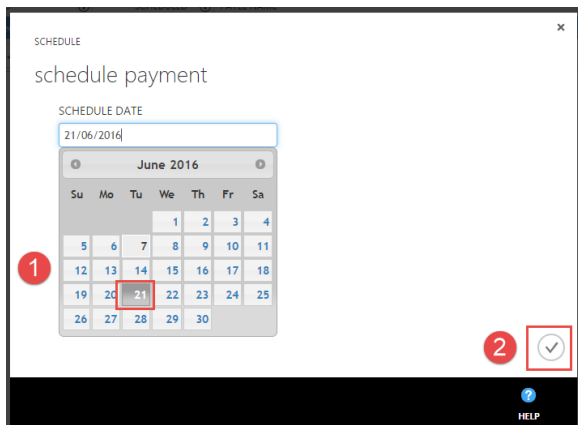 SCHEDULE
schedule payment
SCHEDULE DATE
21/06/2016
June 2016
Su Mo Tu We Th Fr Sa
1 2 3 4
5 6 7 8 9 10 11
1
12 13 14 15 16 17 18
19 20 21 22 23 24 25
26 27 28 29 30
2
HELP